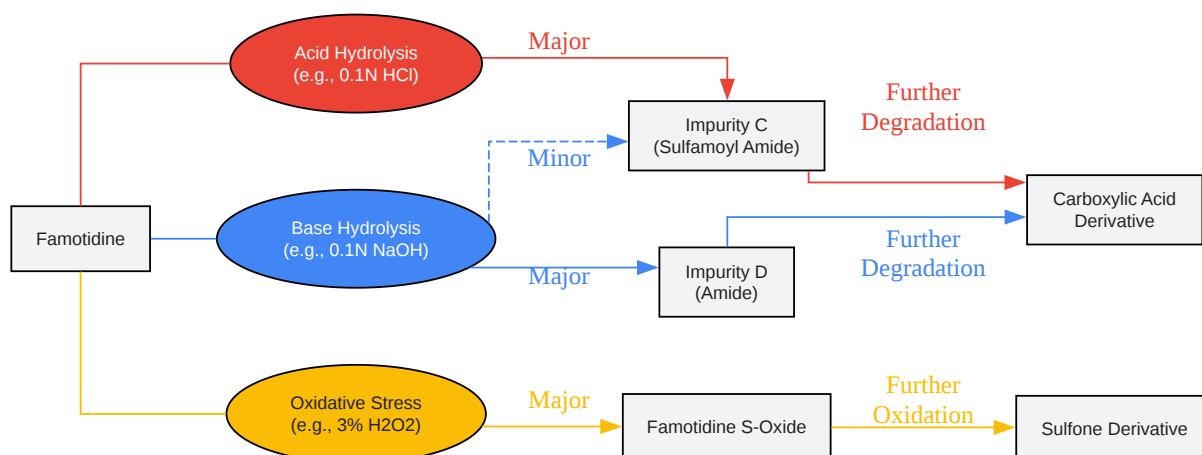 Acid Hydrolysis
(e.g., 0.1N HCl)
Major
Further
Degradation
Impurity C
(Sulfamoyl Amide)
Minor
Carboxylic Acid
Derivative
Famotidine
Base Hydrolysis
(e.g., 0.1N NaOH)
Major
Impurity D
(Amide)
Further
Degradation
Oxidative Stress
(e.g., 3% H2O2)
Major
Famotidine S-Oxide
Further
Oxidation
Sulfone Derivative